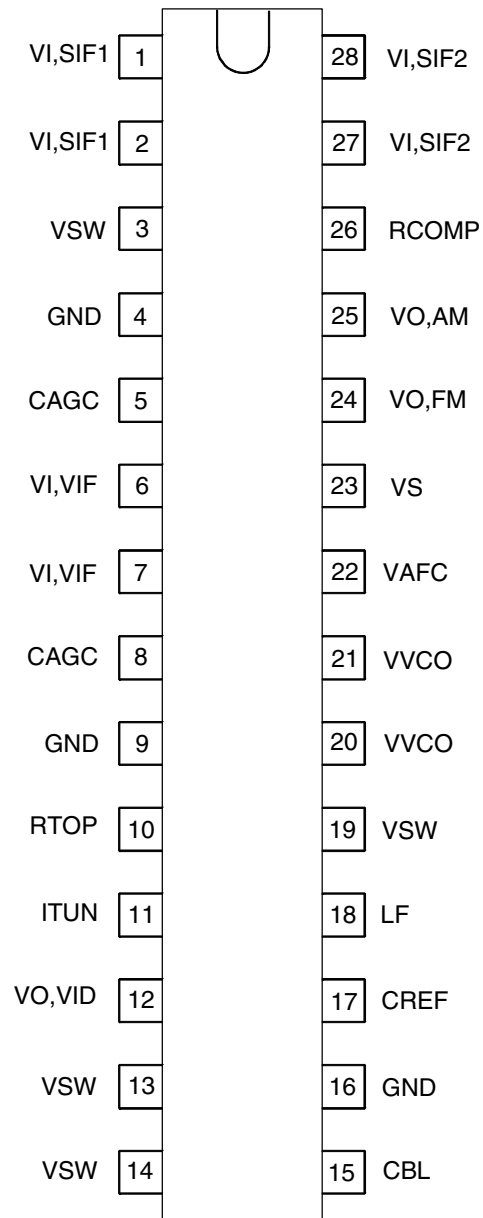 VI,SIF1 1 28 VI,SIF2
VI,SIF1 2 27 VI,SIF2
VSW 3 26 RCOMP
GND 4 25 VO,AM
CAGC 5 24 VO,FM
VI,VIF 6 23 VS
VI,VIF 7 22 VAFC
CAGC 8 21 VVCO
GND 9 20 VVCO
RTOP 10 19 VSW
ITUN 11 18 LF
VO,VID 12 17 CREF
VSW 13 16 GND
VSW 14 15 CBL